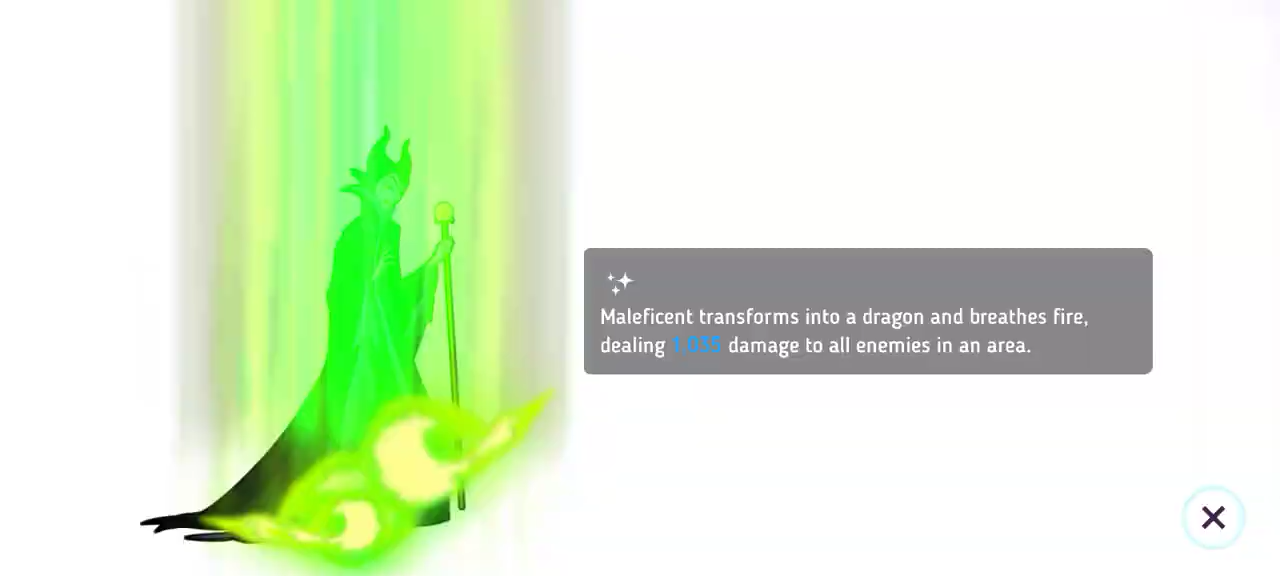 Maleficent transforms into a dragon and breathes fire,
dealing 1,035 damage to all enemies in an area.